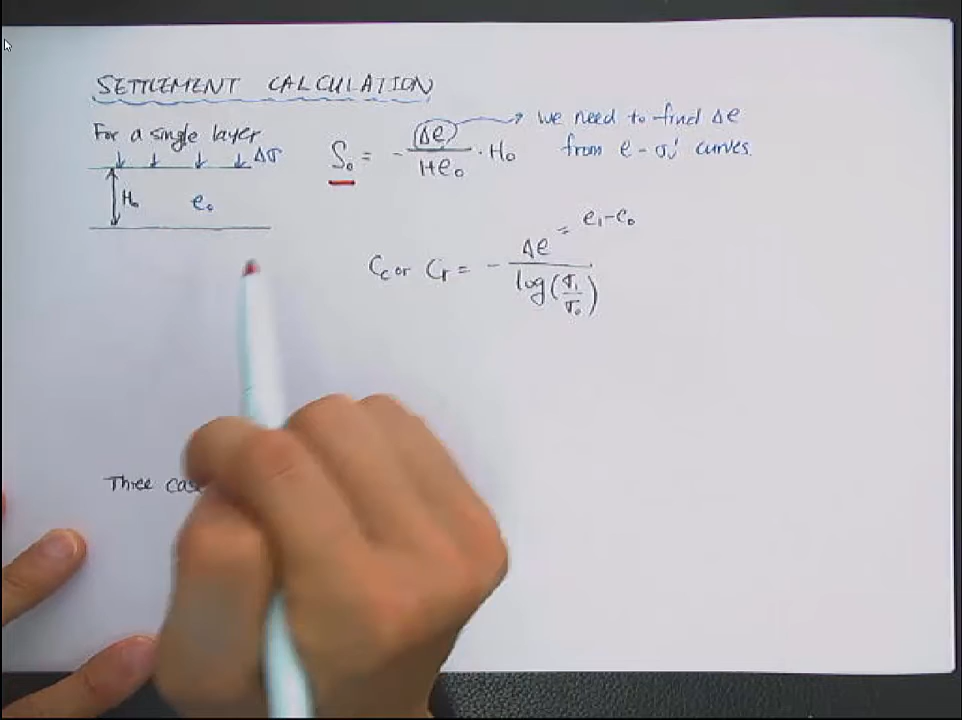 SETTLEMENT CALCULATION
For a single layer
Δσ
H₀
e₀
S₀ = - Δe / 1+e₀ · H₀
we need to find Δe
from e - σ' curves.
Cc or Cr = - Δe / log(σ₁/σ₀)
= e₁-e₀
Three